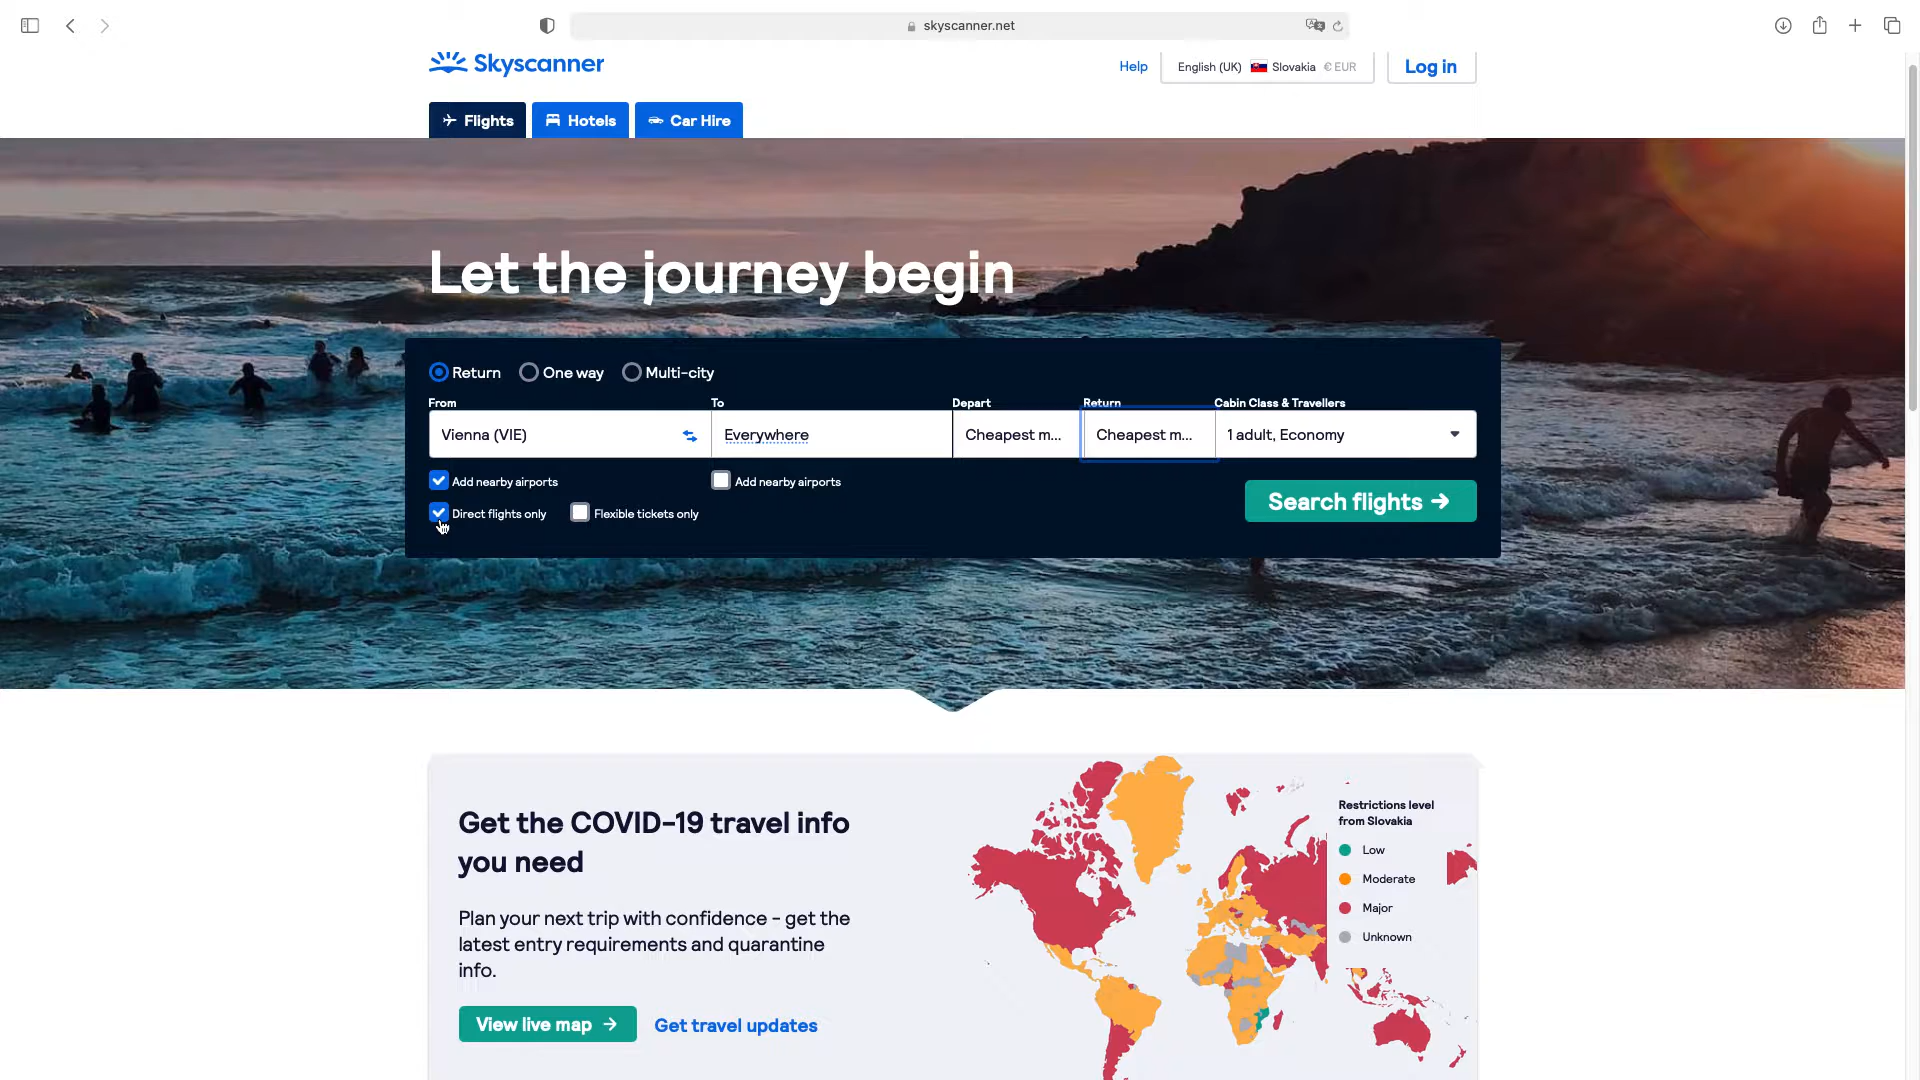 skyscanner.net
Skyscanner
Help
English (UK) Slovakia € EUR
Log in
Flights
Hotels
Car Hire
Let the journey begin
Return
One way
Multi-city
From
To
Depart
Return
Cabin Class & Travellers
Vienna (VIE)
Everywhere
Cheapest m...
Cheapest m...
1 adult, Economy
Add nearby airports
Add nearby airports
Direct flights only
Flexible tickets only
Search flights
Get the COVID-19 travel info
you need
Plan your next trip with confidence - get the
latest entry requirements and quarantine
info.
View live map
Get travel updates
Restrictions level
from Slovakia
Low
Moderate
Major
Unknown